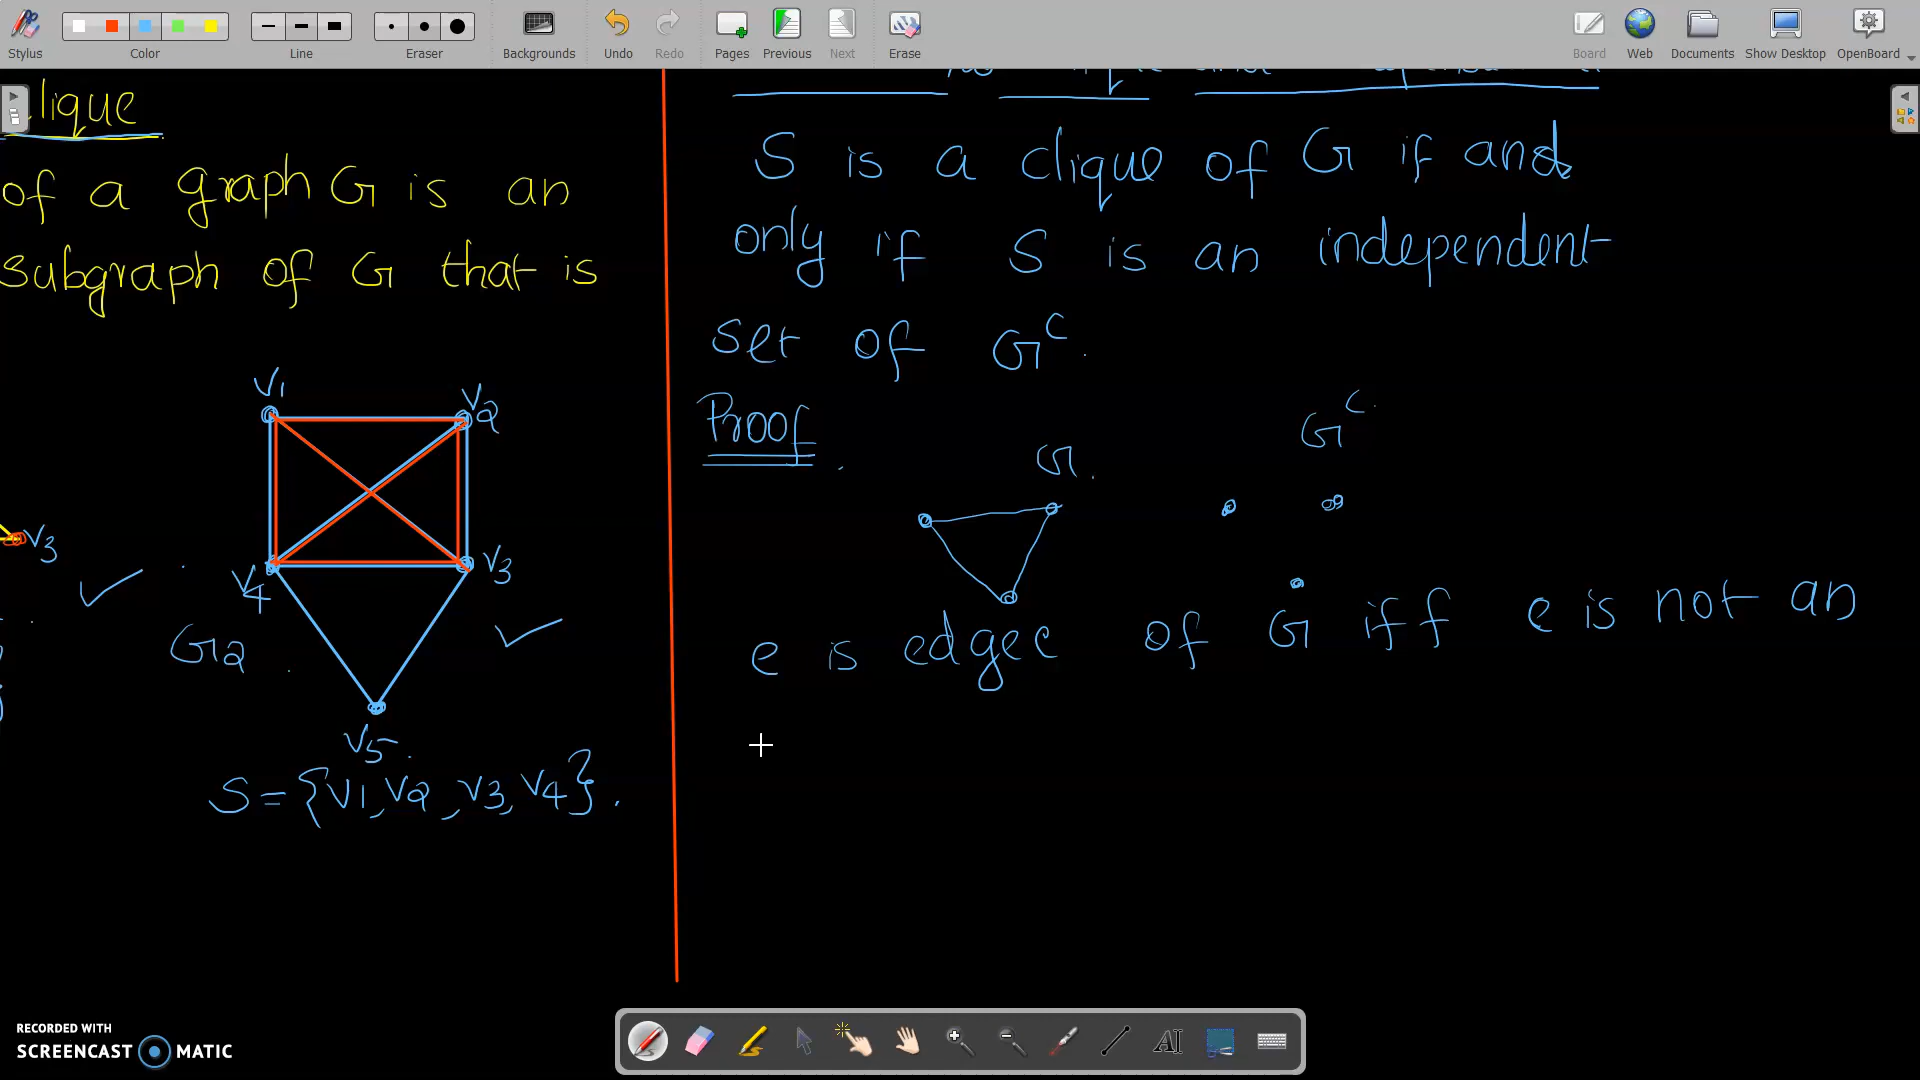 Stylus
Color
Line
Eraser
Backgrounds
Undo
Redo
Pages
Previous
Next
Erase
Board
Web
Documents
Show Desktop
OpenBoard
lique
of a graph G is an
subgraph of G that is
V1
V2
V3
V4
V3
G2
V5
S = {V1, V2, V3, V4}.
S is a clique of G if and
only if S is an independent
set of G^c.
Proof
G
G^c
e is edgee of G iff e is not an
RECORDED WITH
SCREENCAST MATIC